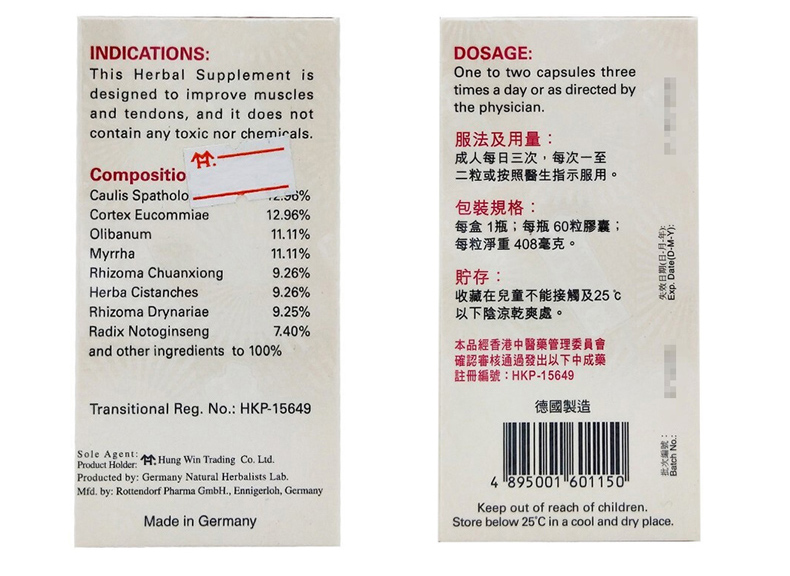 INDICATIONS:
This Herbal Supplement is
designed to improve muscles
and tendons, and it does not
contain any toxic nor chemicals.
Compositio
Caulis Spatholo 12.96%
Cortex Eucommiae 12.96%
Olibanum 11.11%
Myrrha 11.11%
Rhizoma Chuanxiong 9.26%
Herba Cistanches 9.26%
Rhizoma Drynariae 9.25%
Radix Notoginseng 7.40%
and other ingredients to 100%
Transitional Reg. No.: HKP-15649
Sole Agent:
Product Holder: Hung Win Trading Co. Ltd.
Producted by: Germany Natural Herbalists Lab.
Mfd. by: Rottendorf Pharma GmbH., Ennigerloh, Germany
Made in Germany
DOSAGE:
One to two capsules three
times a day or as directed by
the physician.
服法及用量：
成人每日三次，每次一至
二粒或按照醫生指示服用。
包裝規格：
每盒1瓶；每瓶60粒膠囊；
每粒淨重408毫克。
貯存：
收藏在兒童不能接觸及25℃
以下陰涼乾爽處。
本品經香港中醫藥管理委員會
確認審核通過發出以下中成藥
註冊編號：HKP-15649
德國製造
4 895001 601150
Keep out of reach of children.
Store below 25℃ in a cool and dry place.
失效日期(日-月-年):
Exp. Date(D-M-Y):
批次編號：
Batch No.: